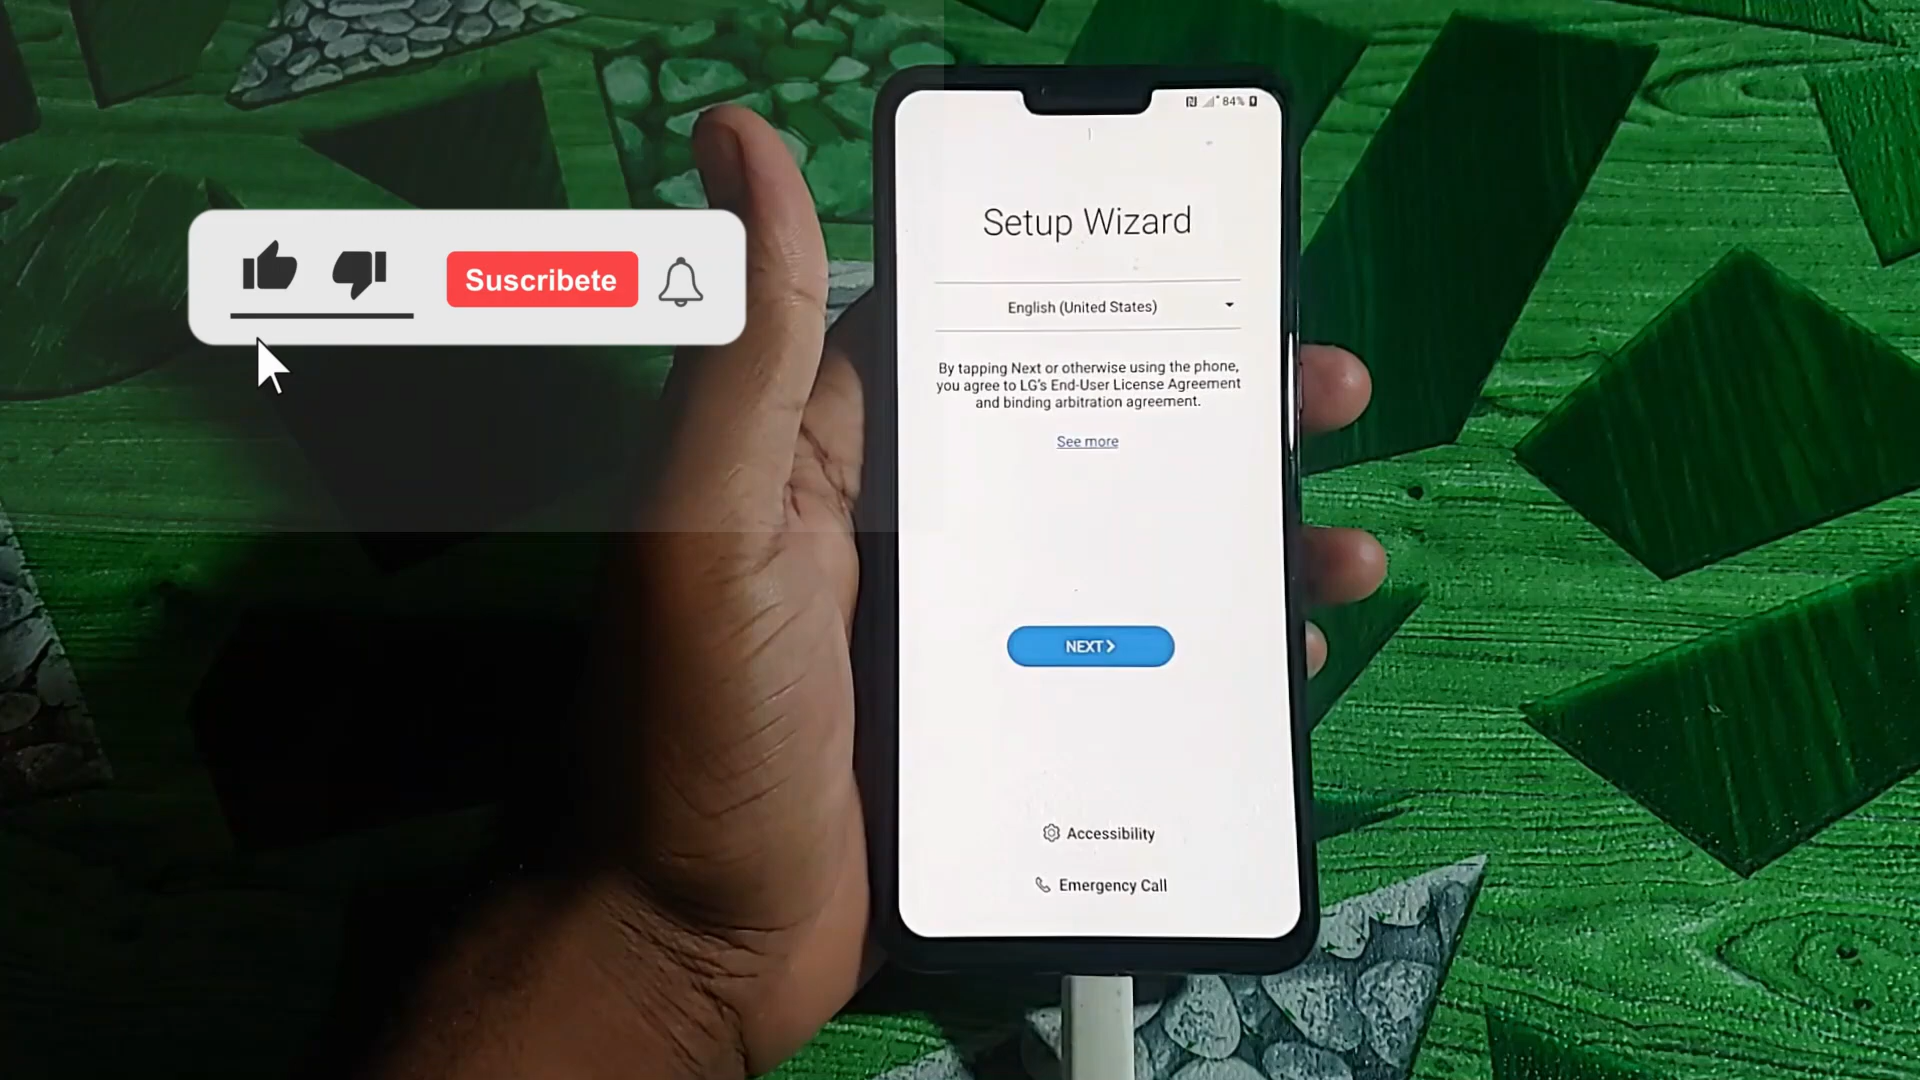 84%
Setup Wizard
Suscribete
English (United States)
By tapping Next or otherwise using the phone,
you agree to LG's End-User License Agreement
and binding arbitration agreement.
See more
NEXT
Accessibility
Emergency Call